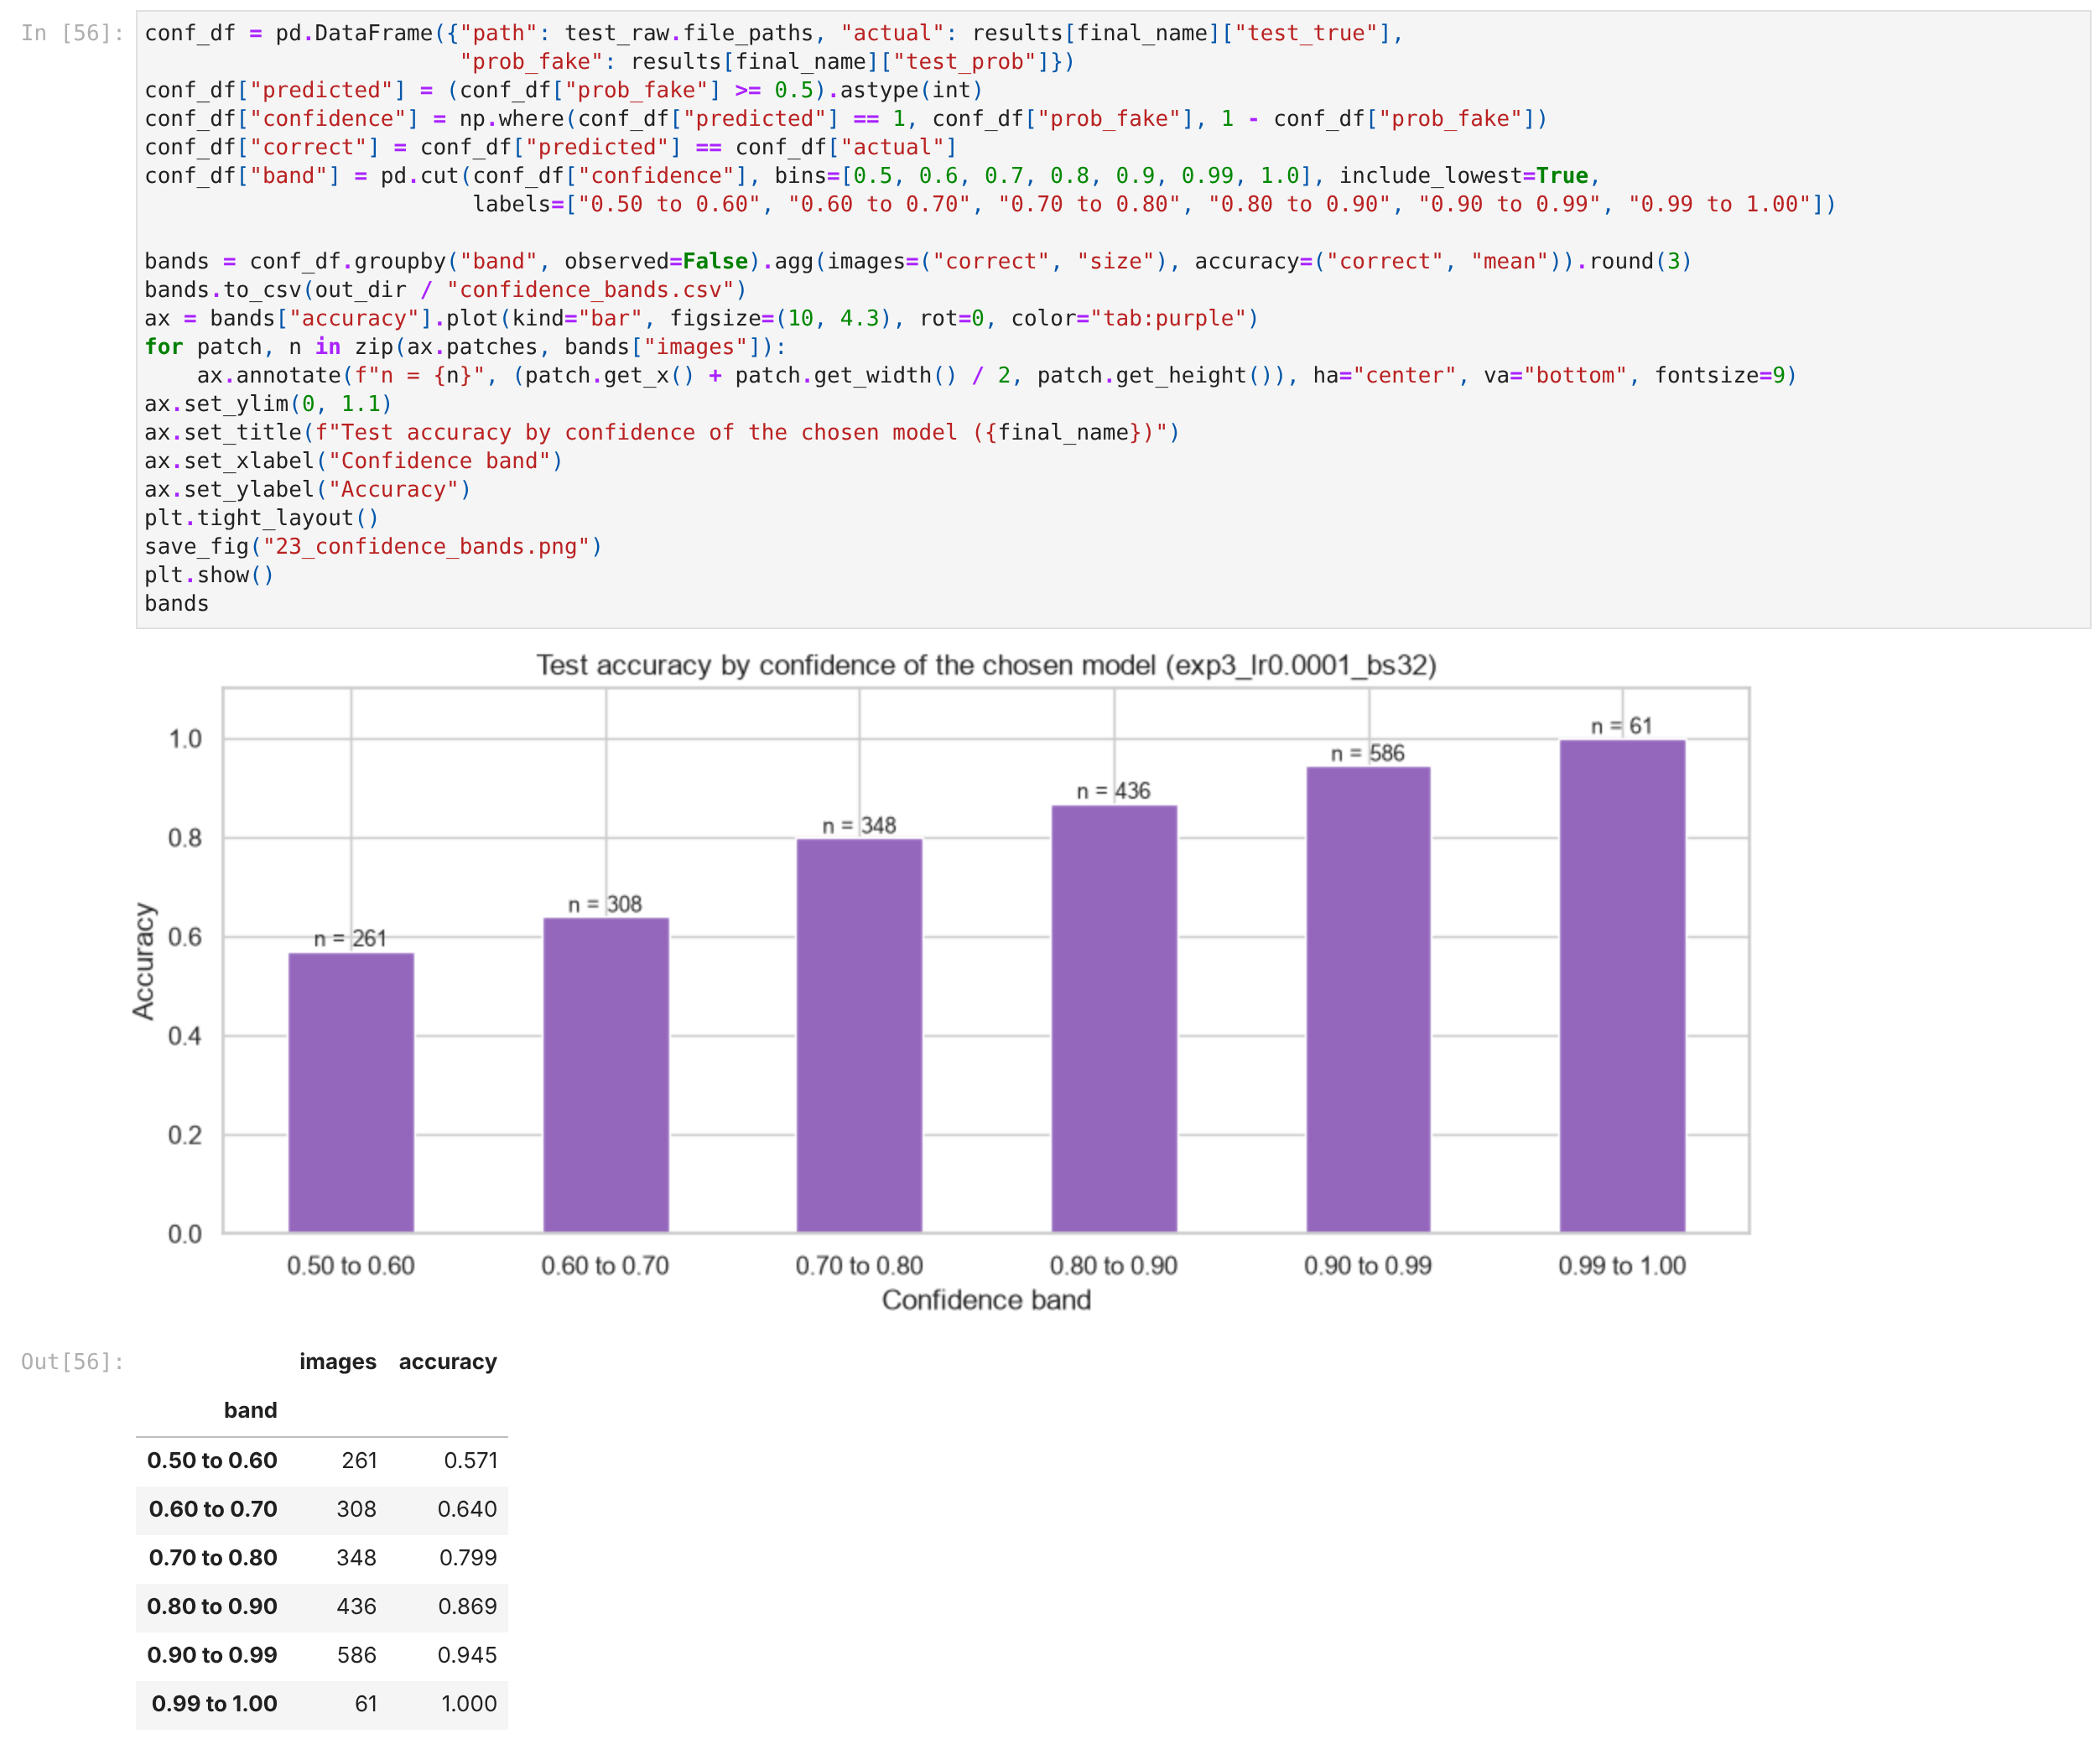 In [56]:
conf_df = pd.DataFrame({"path": test_raw.file_paths, "actual": results[final_name]["test_true"],
                        "prob_fake": results[final_name]["test_prob"]})
conf_df["predicted"] = (conf_df["prob_fake"] >= 0.5).astype(int)
conf_df["confidence"] = np.where(conf_df["predicted"] == 1, conf_df["prob_fake"], 1 - conf_df["prob_fake"])
conf_df["correct"] = conf_df["predicted"] == conf_df["actual"]
conf_df["band"] = pd.cut(conf_df["confidence"], bins=[0.5, 0.6, 0.7, 0.8, 0.9, 0.99, 1.0], include_lowest=True,
                         labels=["0.50 to 0.60", "0.60 to 0.70", "0.70 to 0.80", "0.80 to 0.90", "0.90 to 0.99", "0.99 to 1.00"])
bands = conf_df.groupby("band", observed=False).agg(images=("correct", "size"), accuracy=("correct", "mean")).round(3)
bands.to_csv(out_dir / "confidence_bands.csv")
ax = bands["accuracy"].plot(kind="bar", figsize=(10, 4.3), rot=0, color="tab:purple")
for patch, n in zip(ax.patches, bands["images"]):
    ax.annotate(f"n = {n}", (patch.get_x() + patch.get_width() / 2, patch.get_height()), ha="center", va="bottom", fontsize=9)
ax.set_ylim(0, 1.1)
ax.set_title(f"Test accuracy by confidence of the chosen model ({final_name})")
ax.set_xlabel("Confidence band")
ax.set_ylabel("Accuracy")
plt.tight_layout()
save_fig("23_confidence_bands.png")
plt.show()
bands
Test accuracy by confidence of the chosen model (exp3_lr0.0001_bs32)
Accuracy
1.0
0.8
0.6
0.4
0.2
0.0
n = 261
n = 308
n = 348
n = 436
n = 586
n = 61
0.50 to 0.60 0.60 to 0.70 0.70 to 0.80 0.80 to 0.90 0.90 to 0.99 0.99 to 1.00
Confidence band
Out[56]:
images accuracy
band
0.50 to 0.60 261 0.571
0.60 to 0.70 308 0.640
0.70 to 0.80 348 0.799
0.80 to 0.90 436 0.869
0.90 to 0.99 586 0.945
0.99 to 1.00 61 1.000